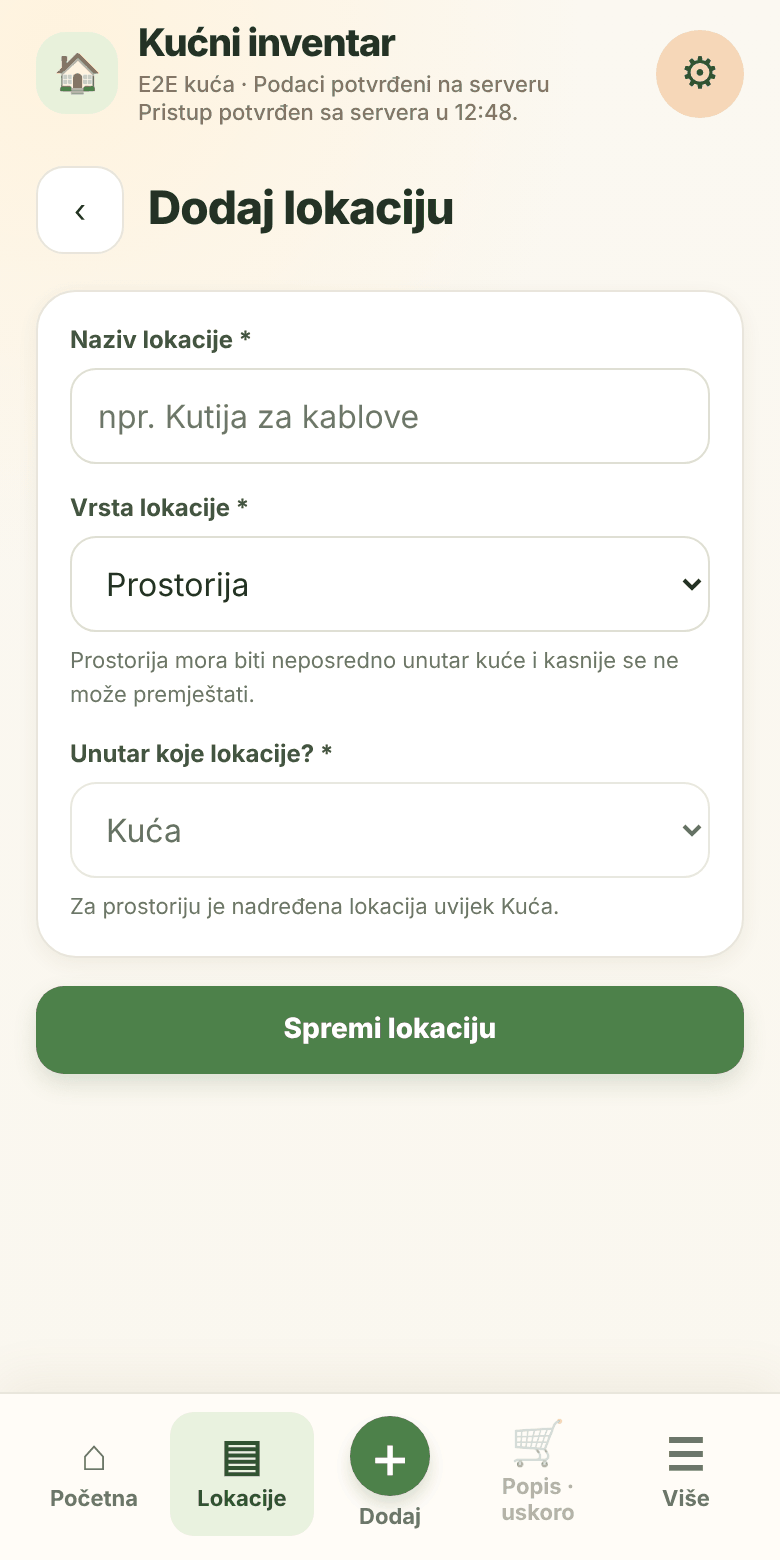 Kućni inventar
E2E kuća · Podaci potvrđeni na serveru
Pristup potvrđen sa servera u 12:48.
Dodaj lokaciju
Naziv lokacije *
npr. Kutija za kablove
Vrsta lokacije *
Prostorija
Prostorija mora biti neposredno unutar kuće i kasnije se ne
može premještati.
Unutar koje lokacije? *
Kuća
Za prostoriju je nadređena lokacija uvijek Kuća.
Spremi lokaciju
Početna
Lokacije
Dodaj
Popis ·
uskoro
Više